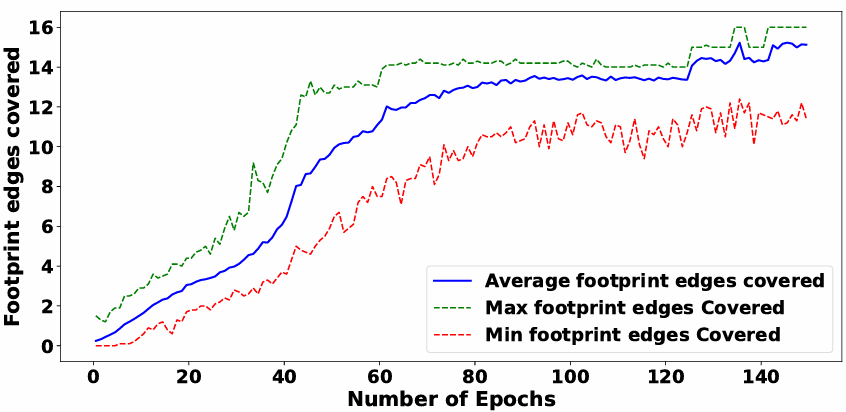 16
14
12
10
8
6
4
2
0
Footprint edges covered
Average footprint edges covered
Max footprint edges Covered
Min footprint edges Covered
0 20 40 60 80 100 120 140
Number of Epochs